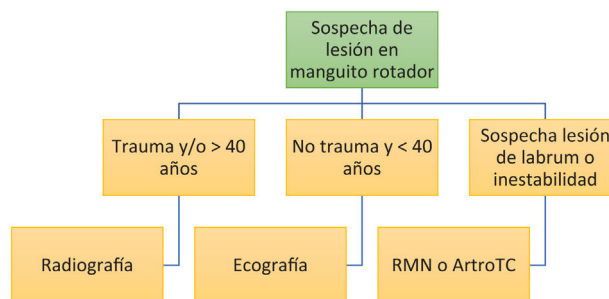 Sospecha de
lesión en
manguito rotador
Trauma y/o > 40
años
No trauma y < 40
años
Sospecha lesión
de labrum o
inestabilidad
Radiografía
Ecografía
RMN o ArtroTC